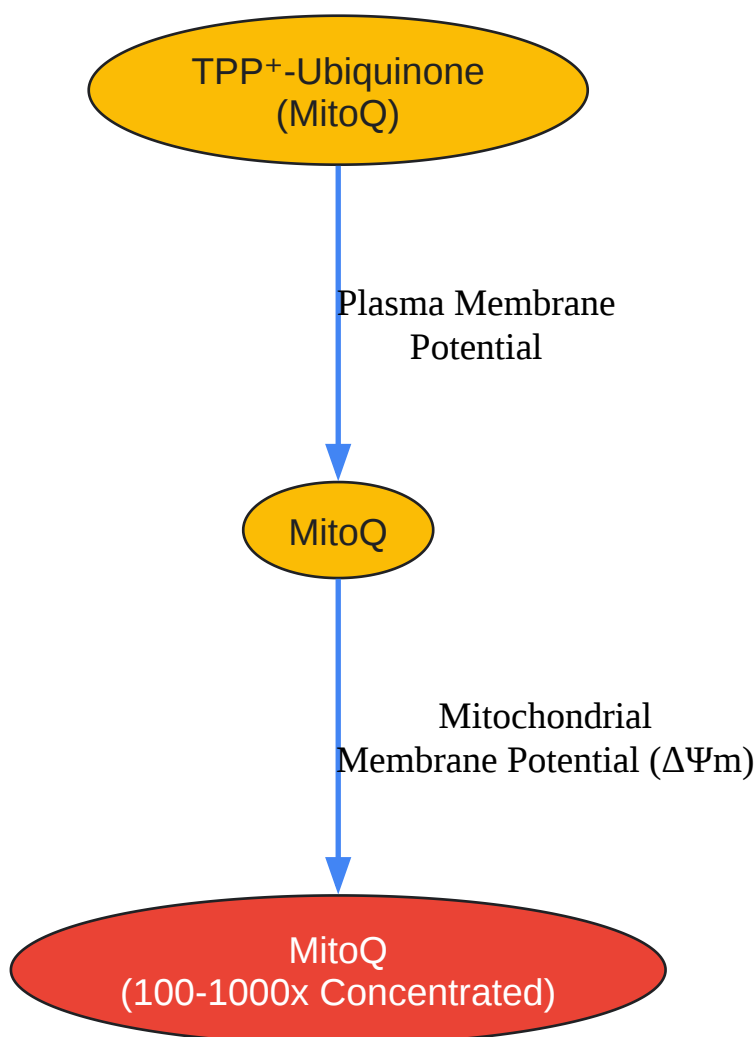 TPP⁺-Ubiquinone
(MitoQ)
Plasma Membrane
Potential
MitoQ
Mitochondrial
Membrane Potential (ΔΨm)
MitoQ
(100-1000x Concentrated)